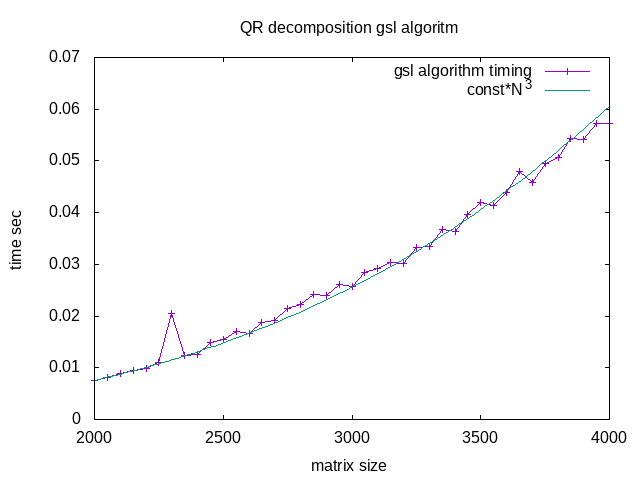 QR decomposition gsl algoritm
0.07
0.06
0.05
0.04
0.03
0.02
0.01
0
time sec
gsl algorithm timing
const*N^3
2000 2500 3000 3500 4000
matrix size